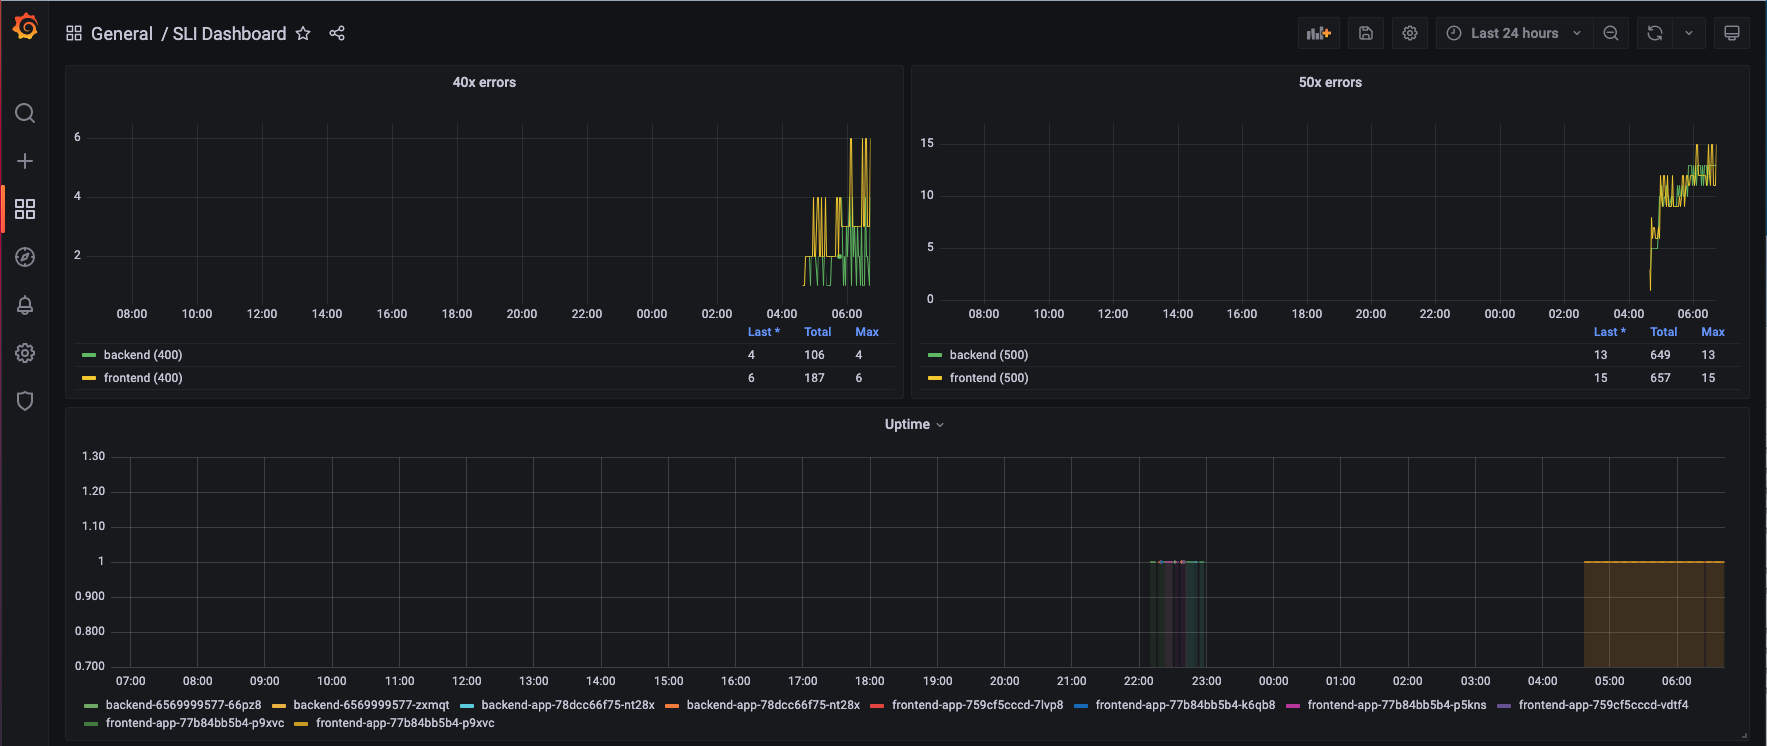 General / SLI Dashboard
Last 24 hours
40x errors
6
4
2
08:00 10:00 12:00 14:00 16:00 18:00 20:00 22:00 00:00 02:00 04:00 06:00
Last * Total Max
backend (400) 4 106 4
frontend (400) 6 187 6
50x errors
15
10
5
0
08:00 10:00 12:00 14:00 16:00 18:00 20:00 22:00 00:00 02:00 04:00 06:00
Last * Total Max
backend (500) 13 649 13
frontend (500) 15 657 15
Uptime
1.30
1.20
1.10
1
0.900
0.800
0.700
07:00 08:00 09:00 10:00 11:00 12:00 13:00 14:00 15:00 16:00 17:00 18:00 19:00 20:00 21:00 22:00 23:00 00:00 01:00 02:00 03:00 04:00 05:00 06:00
backend-6569999577-66pz8 backend-6569999577-zxmqt backend-app-78dcc66f75-nt28x backend-app-78dcc66f75-nt28x frontend-app-759cf5cccd-7lvp8 frontend-app-77b84bb5b4-k6qb8 frontend-app-77b84bb5b4-p5kns frontend-app-759cf5cccd-vdtf4
frontend-app-77b84bb5b4-p9xvc frontend-app-77b84bb5b4-p9xvc